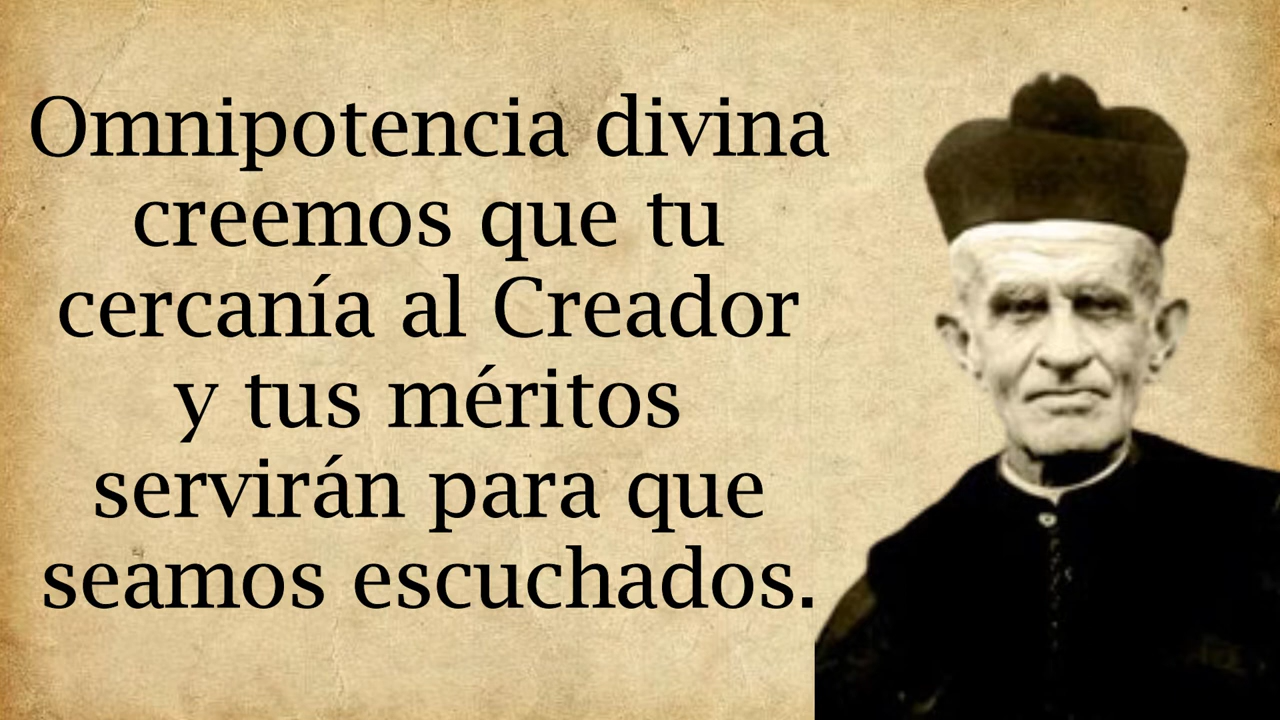 Omnipotencia divina
creemos que tu
cercanía al Creador
y tus méritos
servirán para que
seamos escuchados.